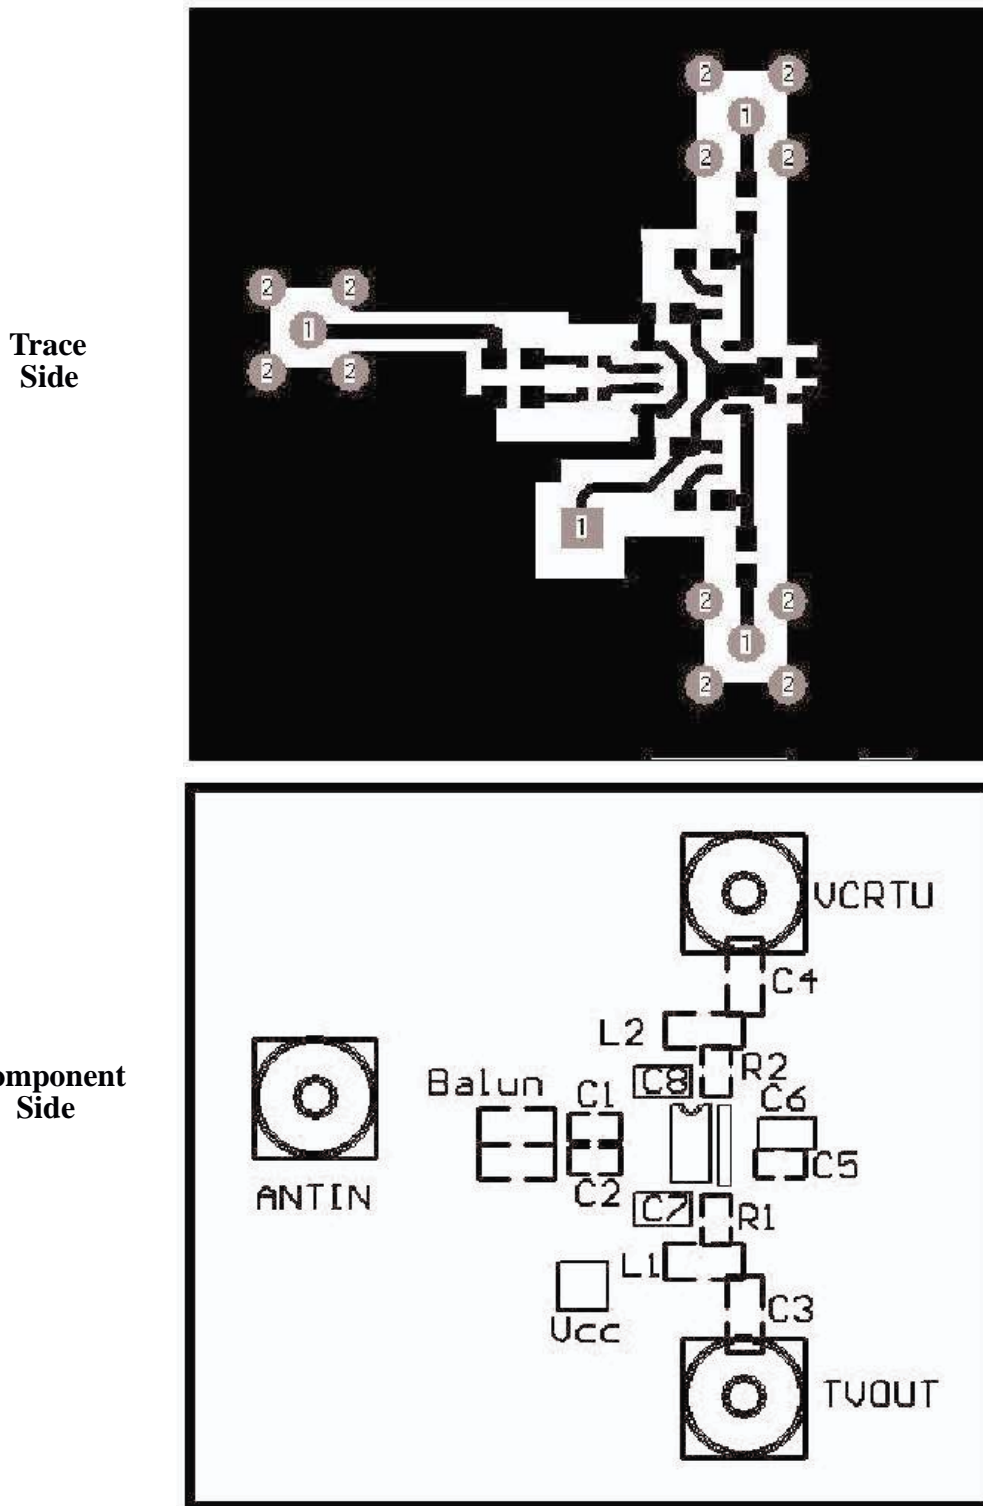 2 2
1
2 2
2 2
1
2 2
Trace
Side
1
2 2
1
2 2
VCRTU
C4
L2
R2
C8
Balun
C1
C6
C5
C2
ANTIN
C7
R1
L1
C3
Vcc
TVOUT
omponent
Side